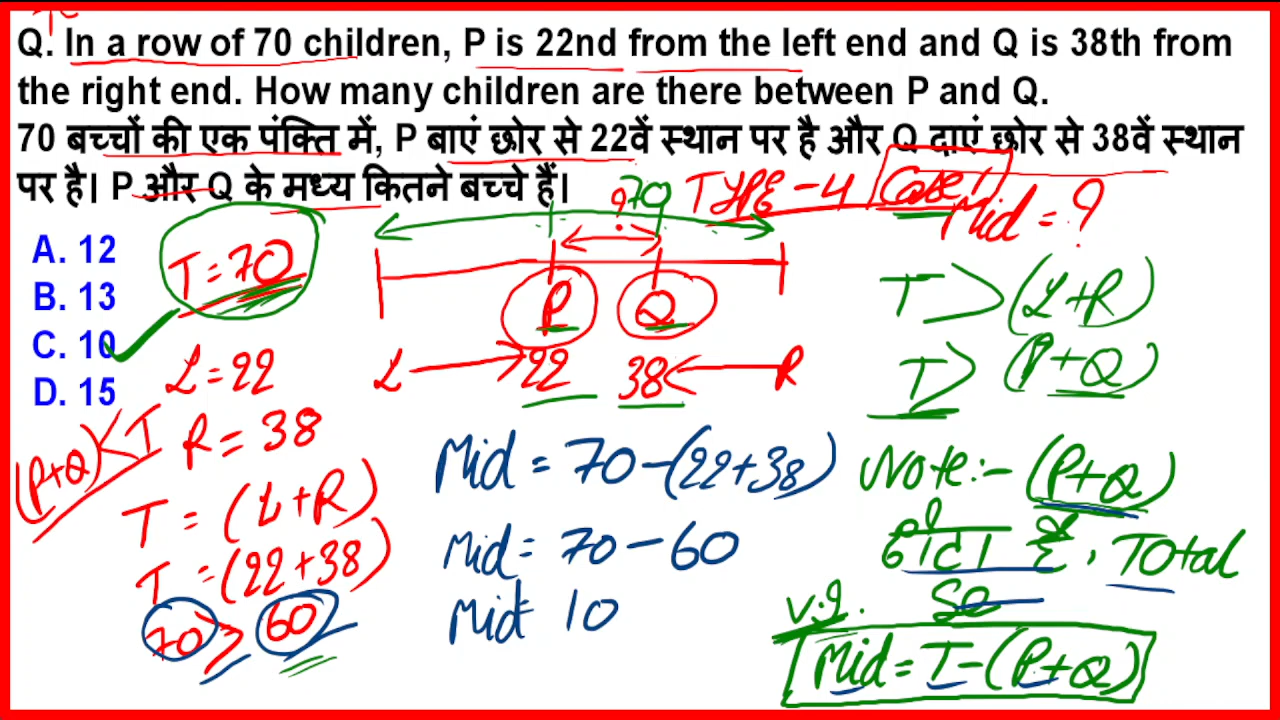 Q. In a row of 70 children, P is 22nd from the left end and Q is 38th from
the right end. How many children are there between P and Q.
70 बच्चों की एक पंक्ति में, P बाएं छोर से 22वें स्थान पर है और Q दाएं छोर से 38वें स्थान
पर है। P और Q के मध्य कितने बच्चे हैं।
TYPE-4 Case 1
Mid = ?
A. 12
B. 13
C. 10
D. 15
T = 70
L = 22
R = 38
(P+Q) < T
T = (L+R)
T = (22+38)
70 > 60
? 70
P Q
L 22 38 R
Mid = 70-(22+38)
Mid = 70-60
Mid = 10
T > (L+R)
T > (P+Q)
Note:- (P+Q)
Total
V.I.
Mid = T-(P+Q)